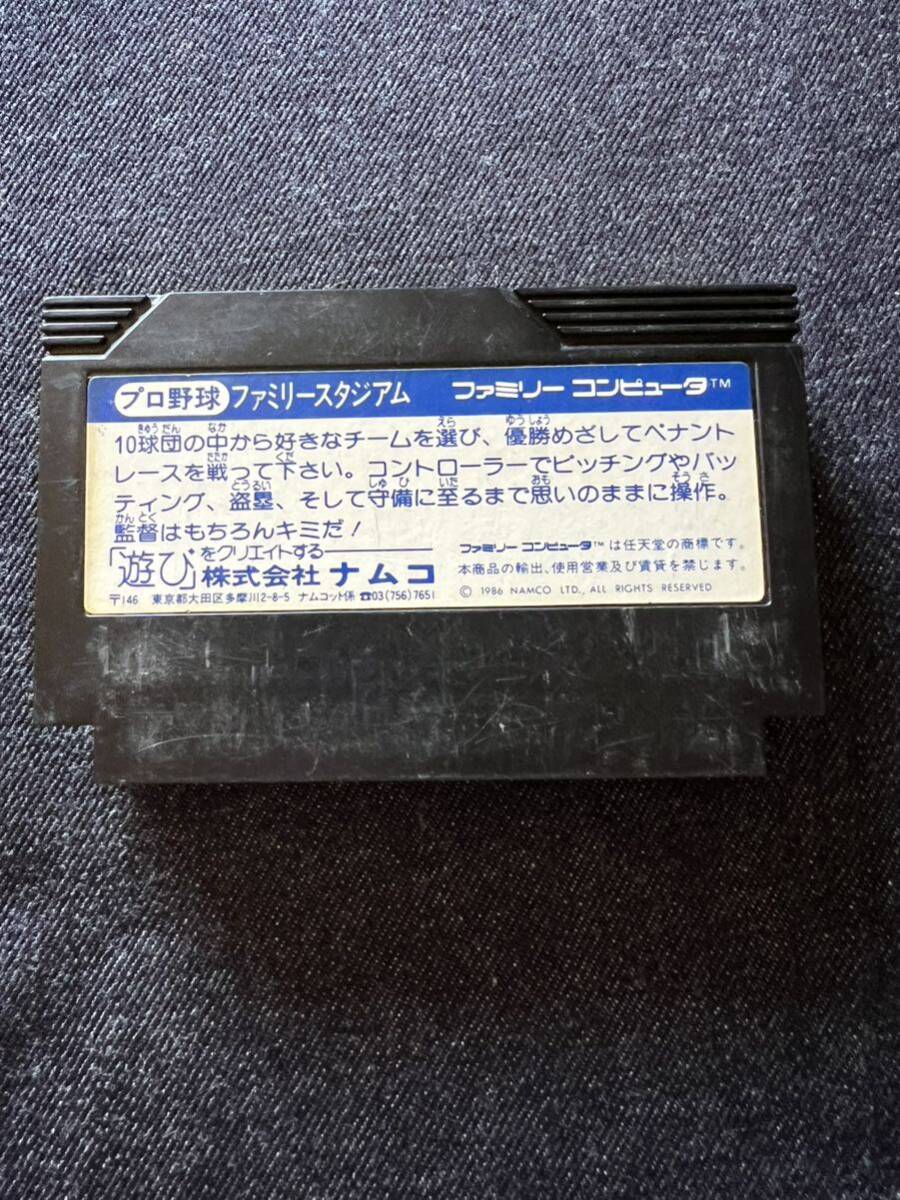 プロ野球 ファミリースタジアム ファミリー コンピュータ™
10球団の中から好きなチームを選び、優勝めざしてペナント
レースを戦って下さい。コントローラーでピッチングやバッ
ティング、盗塁、そして守備に至るまで思いのままに操作。
監督はもちろんキミだ!
「遊び」をクリエイトする
株式会社 ナムコ
〒146 東京都大田区多摩川2-8-5 ナムコット係 ☎03(756)7651
ファミリー コンピュータ™ は任天堂の商標です。
本商品の輸出、使用営業及び賃貸を禁じます。
© 1986 NAMCO LTD., ALL RIGHTS RESERVED